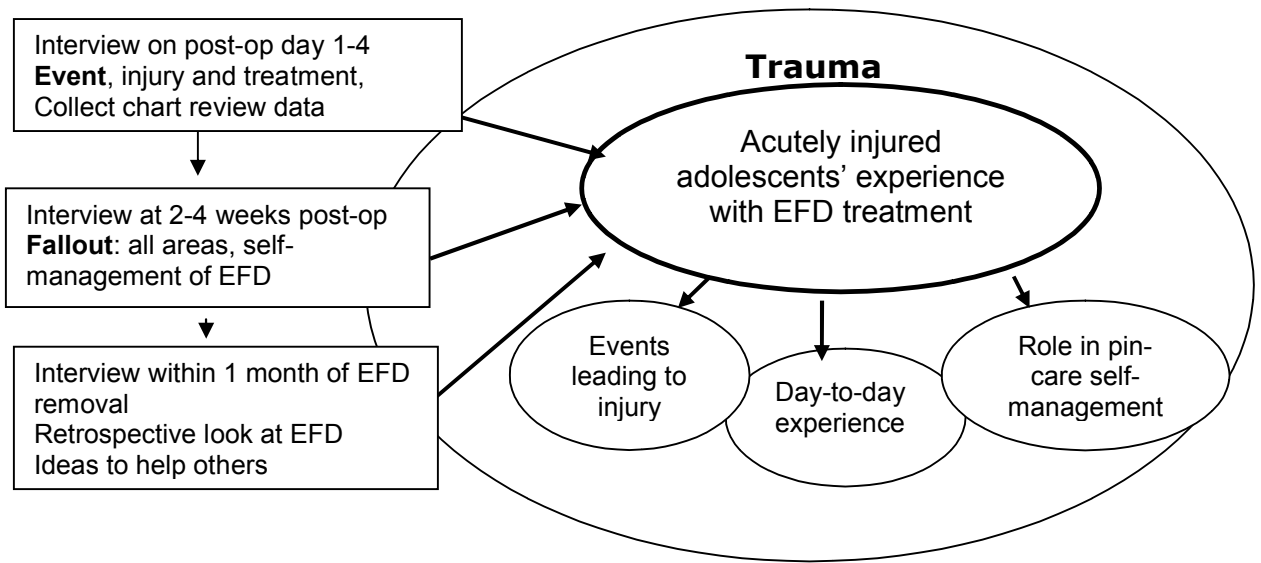 Interview on post-op day 1-4
Event, injury and treatment,
Collect chart review data
Interview at 2-4 weeks post-op
Fallout: all areas, self-
management of EFD
Interview within 1 month of EFD
removal
Retrospective look at EFD
Ideas to help others
Trauma
Acutely injured
adolescents’ experience
with EFD treatment
Events
leading to
injury
Day-to-day
experience
Role in pin-
care self-
management